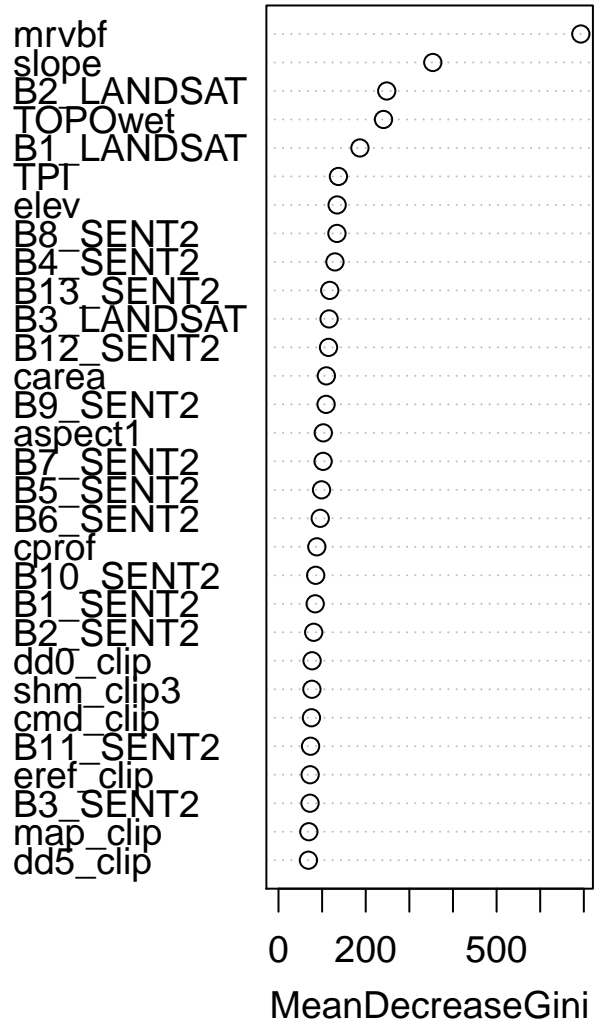 mrvbf
slope
B2_LANDSAT
TOPOwet
B1_LANDSAT
TPI
elev
B8_SENT2
B4_SENT2
B13_SENT2
B3_LANDSAT
B12_SENT2
carea
B9_SENT2
aspect1
B7_SENT2
B5_SENT2
B6_SENT2
cprof
B10_SENT2
B1_SENT2
B2_SENT2
dd0_clip
shm_clip3
cmd_clip
B11_SENT2
eref_clip
B3_SENT2
map_clip
dd5_clip
0 200 500
MeanDecreaseGini